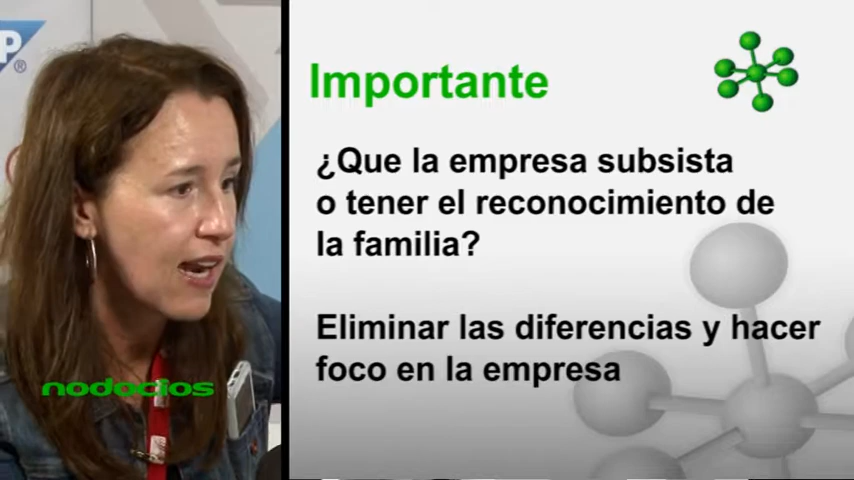 P®
Importante
¿Que la empresa subsista
o tener el reconocimiento de
la familia?
Eliminar las diferencias y hacer
foco en la empresa
nodocios